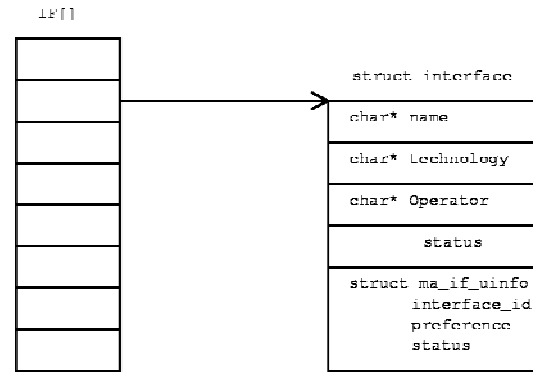 IF[]
struct interface
char* name
char* technology
char* Operator
status
struct ma_if_uinfo
interface_id
preference
status